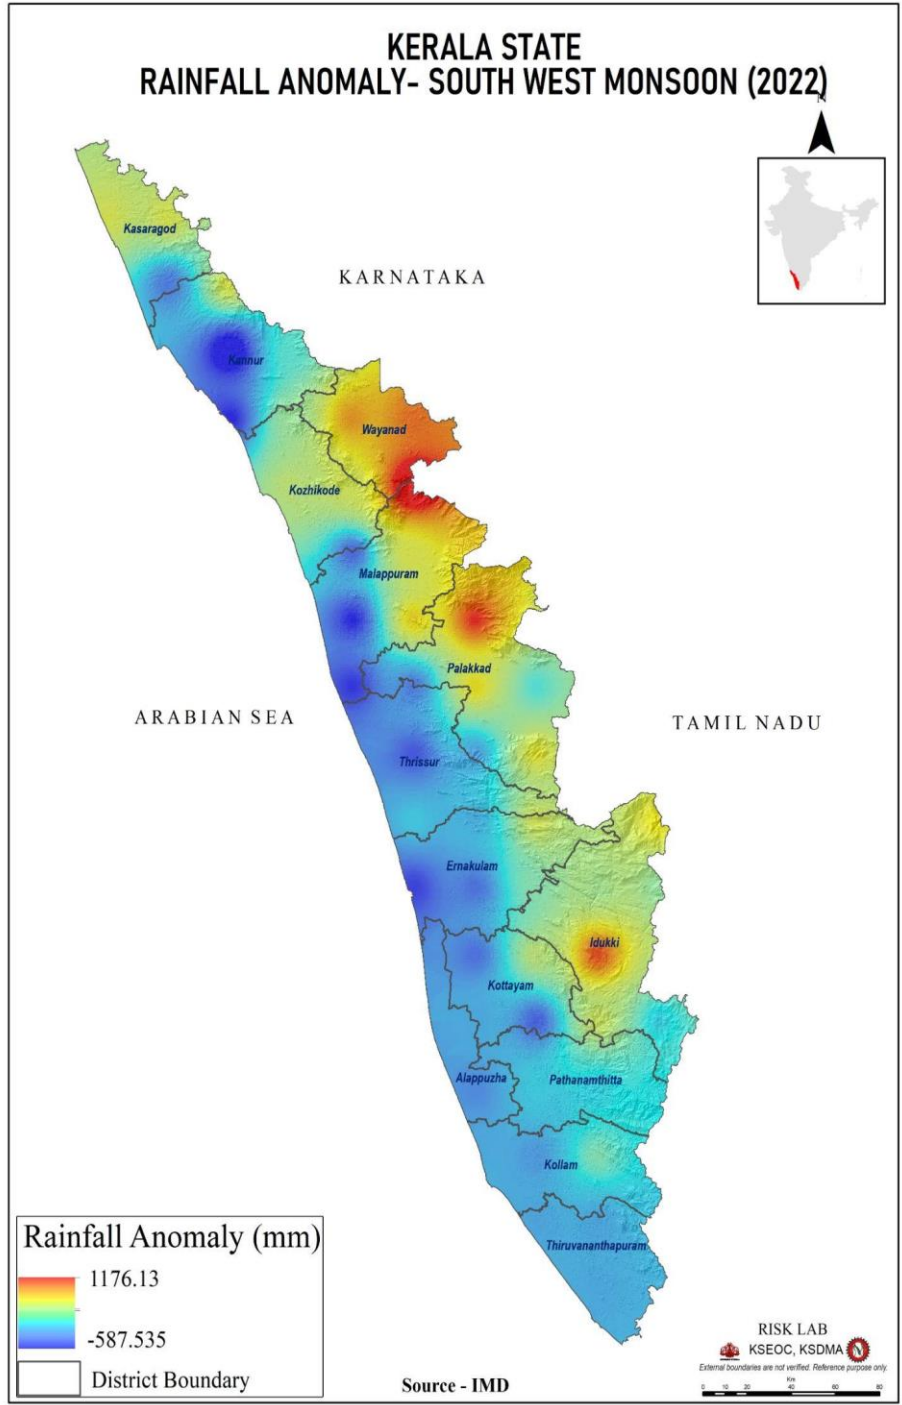 KERALA STATE
RAINFALL ANOMALY- SOUTH WEST MONSOON (2022)
N
Kasaragod
KARNATAKA
Kannur
Wayanad
Kozhikode
Malappuram
Palakkad
ARABIAN SEA
TAMIL NADU
Thrissur
Ernakulam
Idukki
Kottayam
Alappuzha
Pathanamthitta
Kollam
Thiruvananthapuram
Rainfall Anomaly (mm)
1176.13
-587.535
District Boundary
Source - IMD
RISK LAB
KSEOC, KSDMA
External boundaries are not verified. Reference purpose only.
Km
0 10 20 40 60 80